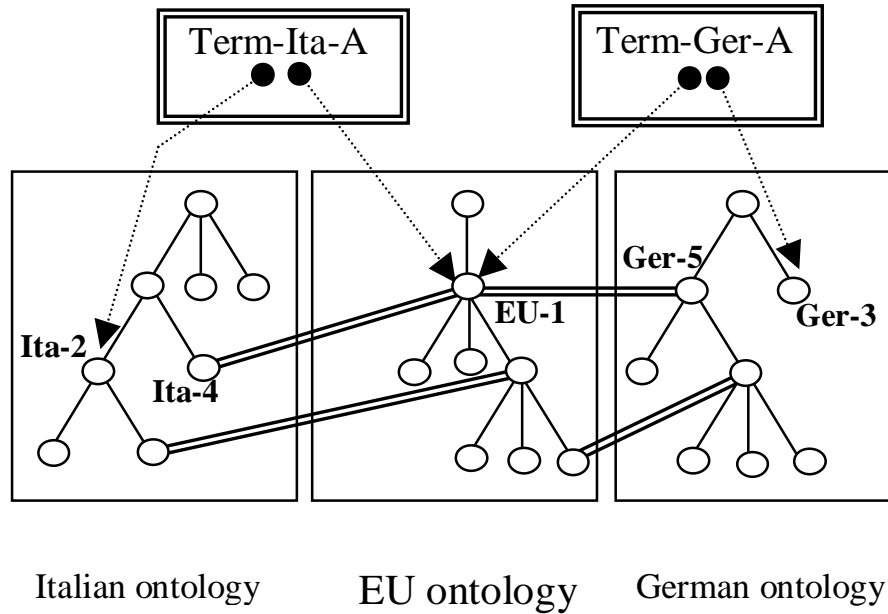 Term-Ita-A
Term-Ger-A
Ger-5
EU-1
Ger-3
Ita-2
Ita-4
Italian ontology
EU ontology
German ontology